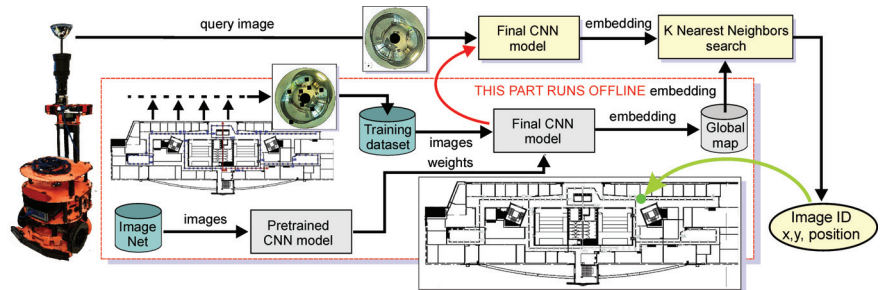 query image
Final CNN
model
embedding
K Nearest Neighbors
search
THIS PART RUNS OFFLINE
embedding
Training
dataset
images
weights
Final CNN
model
embedding
Global
map
Image
Net
images
Pretrained
CNN model
Image ID
x,y, position